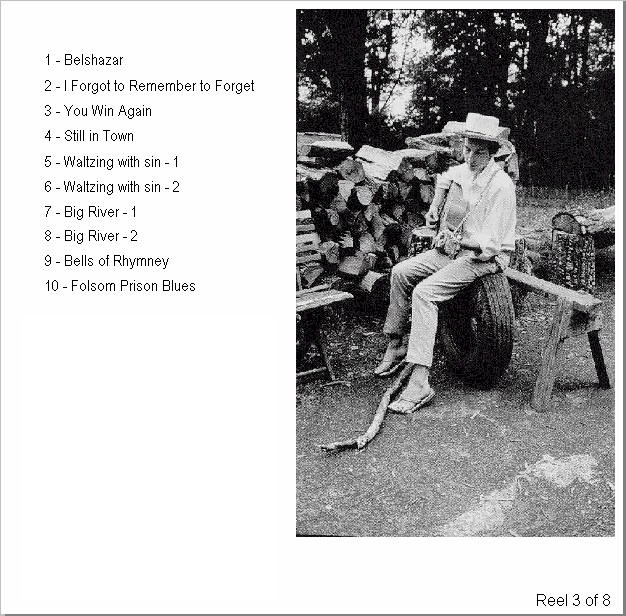 1 - Belshazar
2 - I Forgot to Remember to Forget
3 - You Win Again
4 - Still in Town
5 - Waltzing with sin - 1
6 - Waltzing with sin - 2
7 - Big River - 1
8 - Big River - 2
9 - Bells of Rhymney
10 - Folsom Prison Blues
Reel 3 of 8